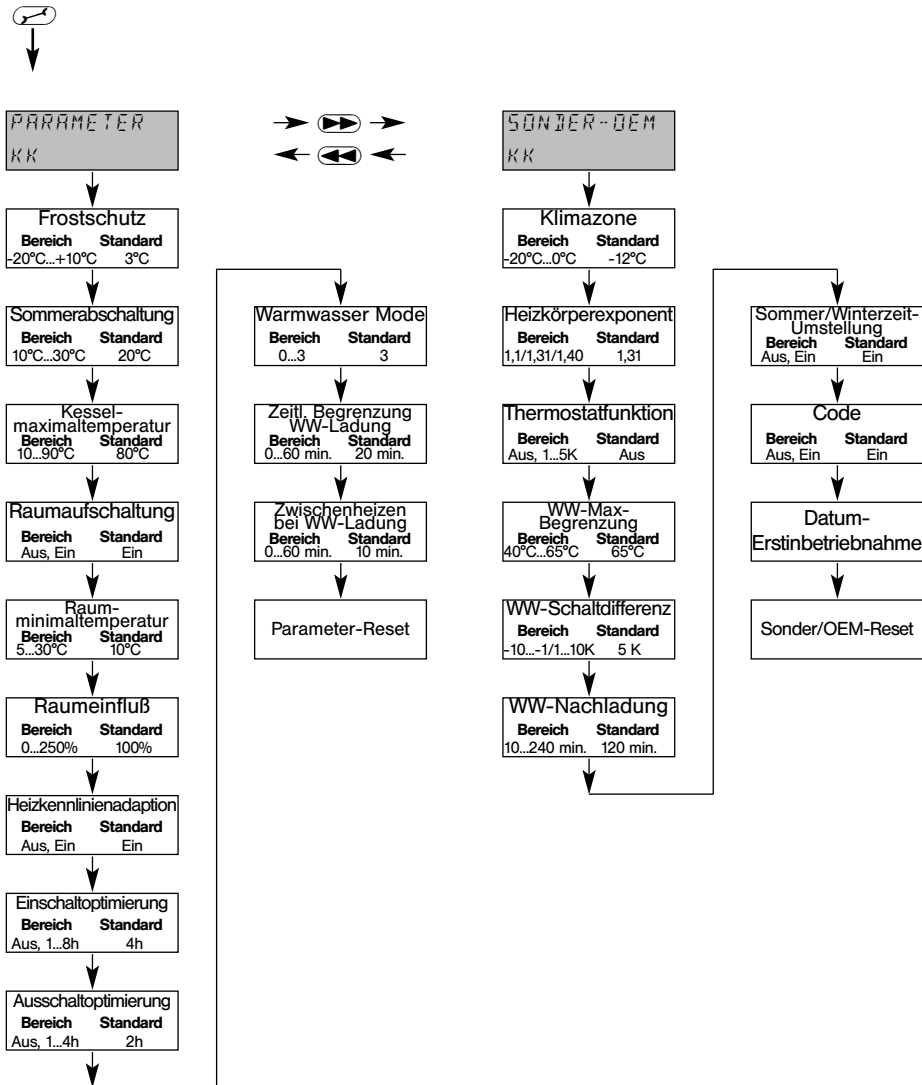 PARAMETER
KK
Frostschutz
Bereich Standard
-20°C...+10°C 3°C
Sommerabschaltung
Bereich Standard
10°C...30°C 20°C
Kessel-
maximaltemperatur
Bereich Standard
10...90°C 80°C
Raumaufschaltung
Bereich Standard
Aus, Ein Ein
Raum-
minimaltemperatur
Bereich Standard
5...30°C 10°C
Raumeinfluß
Bereich Standard
0...250% 100%
Heizkennlinienadaption
Bereich Standard
Aus, Ein Ein
Einschaltoptimierung
Bereich Standard
Aus, 1...8h 4h
Ausschaltoptimierung
Bereich Standard
Aus, 1...4h 2h
Warmwasser Mode
Bereich Standard
0...3 3
Zeitl. Begrenzung
WW-Ladung
Bereich Standard
0...60 min. 20 min.
Zwischenheizen
bei WW-Ladung
Bereich Standard
0...60 min. 10 min.
Parameter-Reset
SONDER-OEM
KK
Klimazone
Bereich Standard
-20°C...0°C -12°C
Heizkörperexponent
Bereich Standard
1,1/1,31/1,40 1,31
Thermostatfunktion
Bereich Standard
Aus, 1...5K Aus
WW-Max-
Begrenzung
Bereich Standard
40°C...65°C 65°C
WW-Schaltdifferenz
Bereich Standard
-10...-1/1...10K 5 K
WW-Nachladung
Bereich Standard
10...240 min. 120 min.
Sommer/Winterzeit-
Umstellung
Bereich Standard
Aus, Ein Ein
Code
Bereich Standard
Aus, Ein Ein
Datum-
Erstinbetriebnahme
Sonder/OEM-Reset